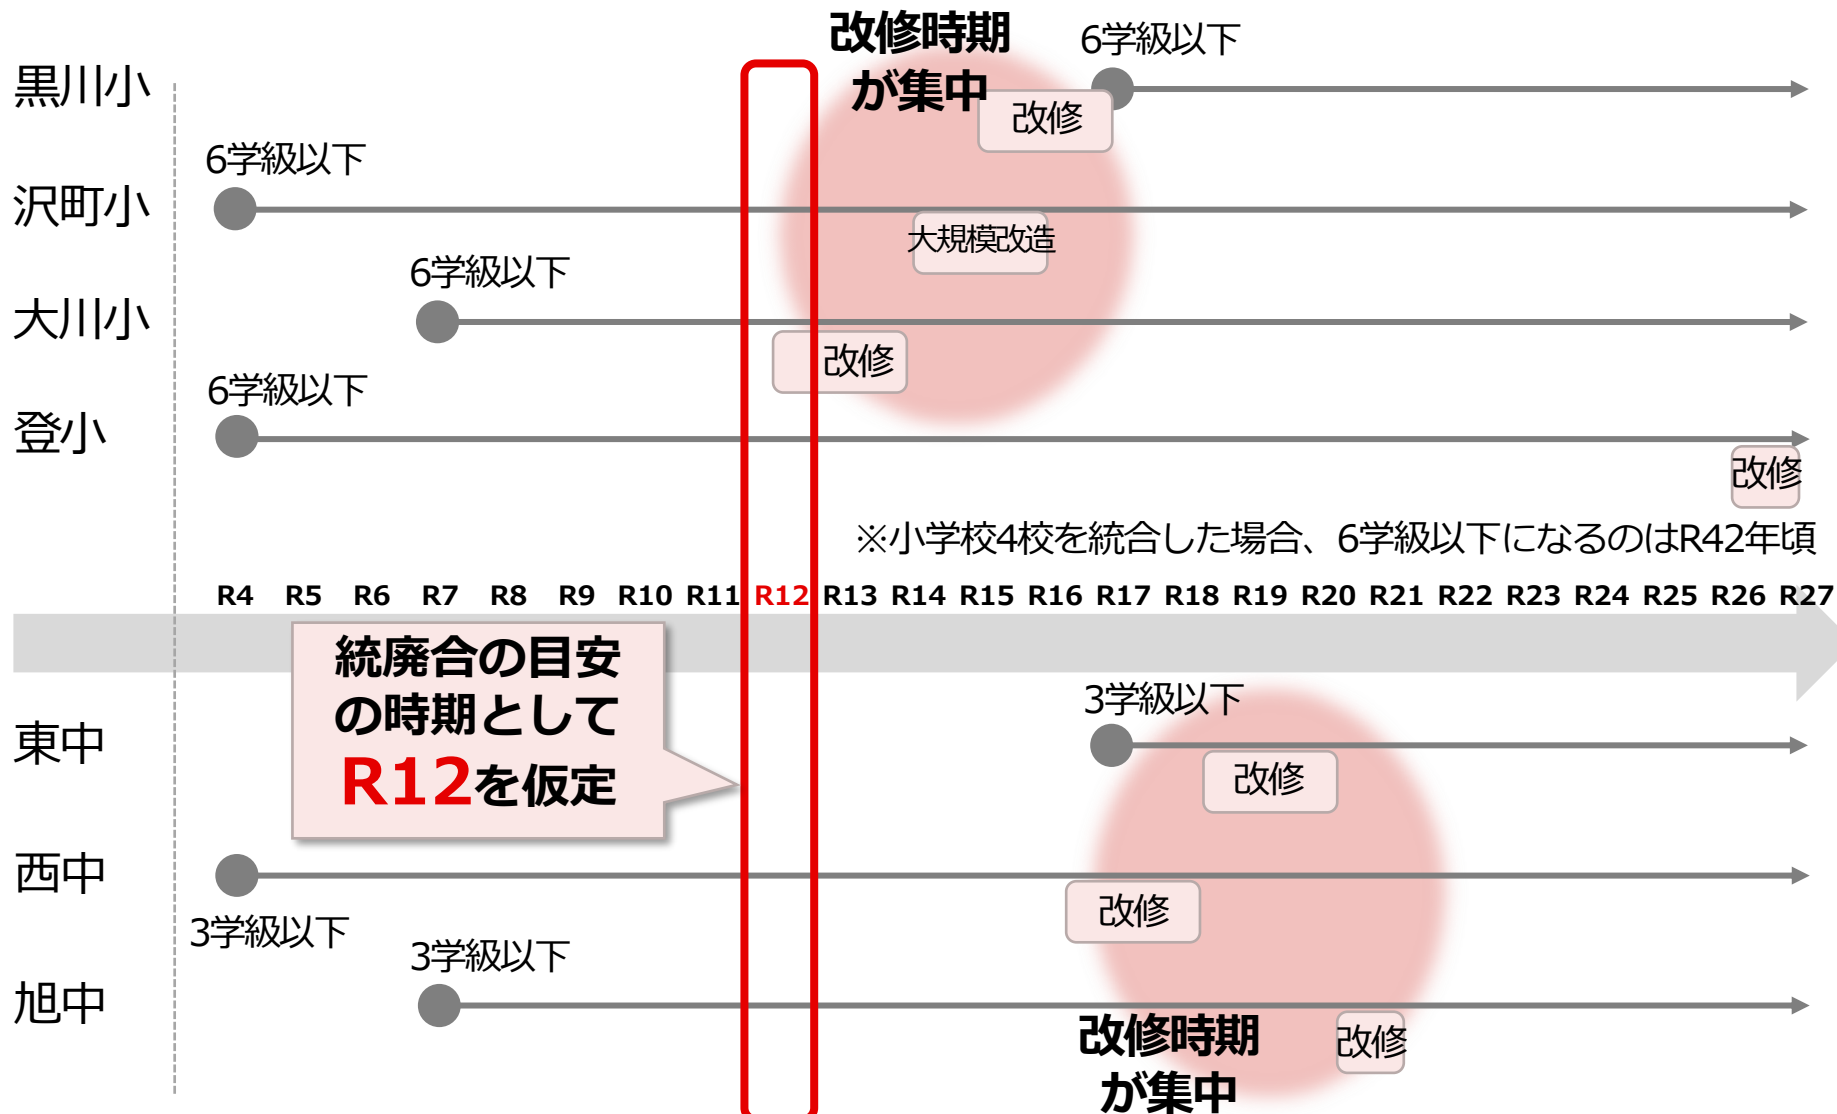 改修時期
が集中
6学級以下
黒川小
改修
6学級以下
沢町小
大規模改造
6学級以下
大川小
改修
6学級以下
登小
改修
※小学校4校を統合した場合、6学級以下になるのはR42年頃
R4 R5 R6 R7 R8 R9 R10 R11 R12 R13 R14 R15 R16 R17 R18 R19 R20 R21 R22 R23 R24 R25 R26 R27
統廃合の目安
の時期として
R12を仮定
3学級以下
東中
改修
西中
改修
3学級以下
3学級以下
旭中
改修
改修時期
が集中